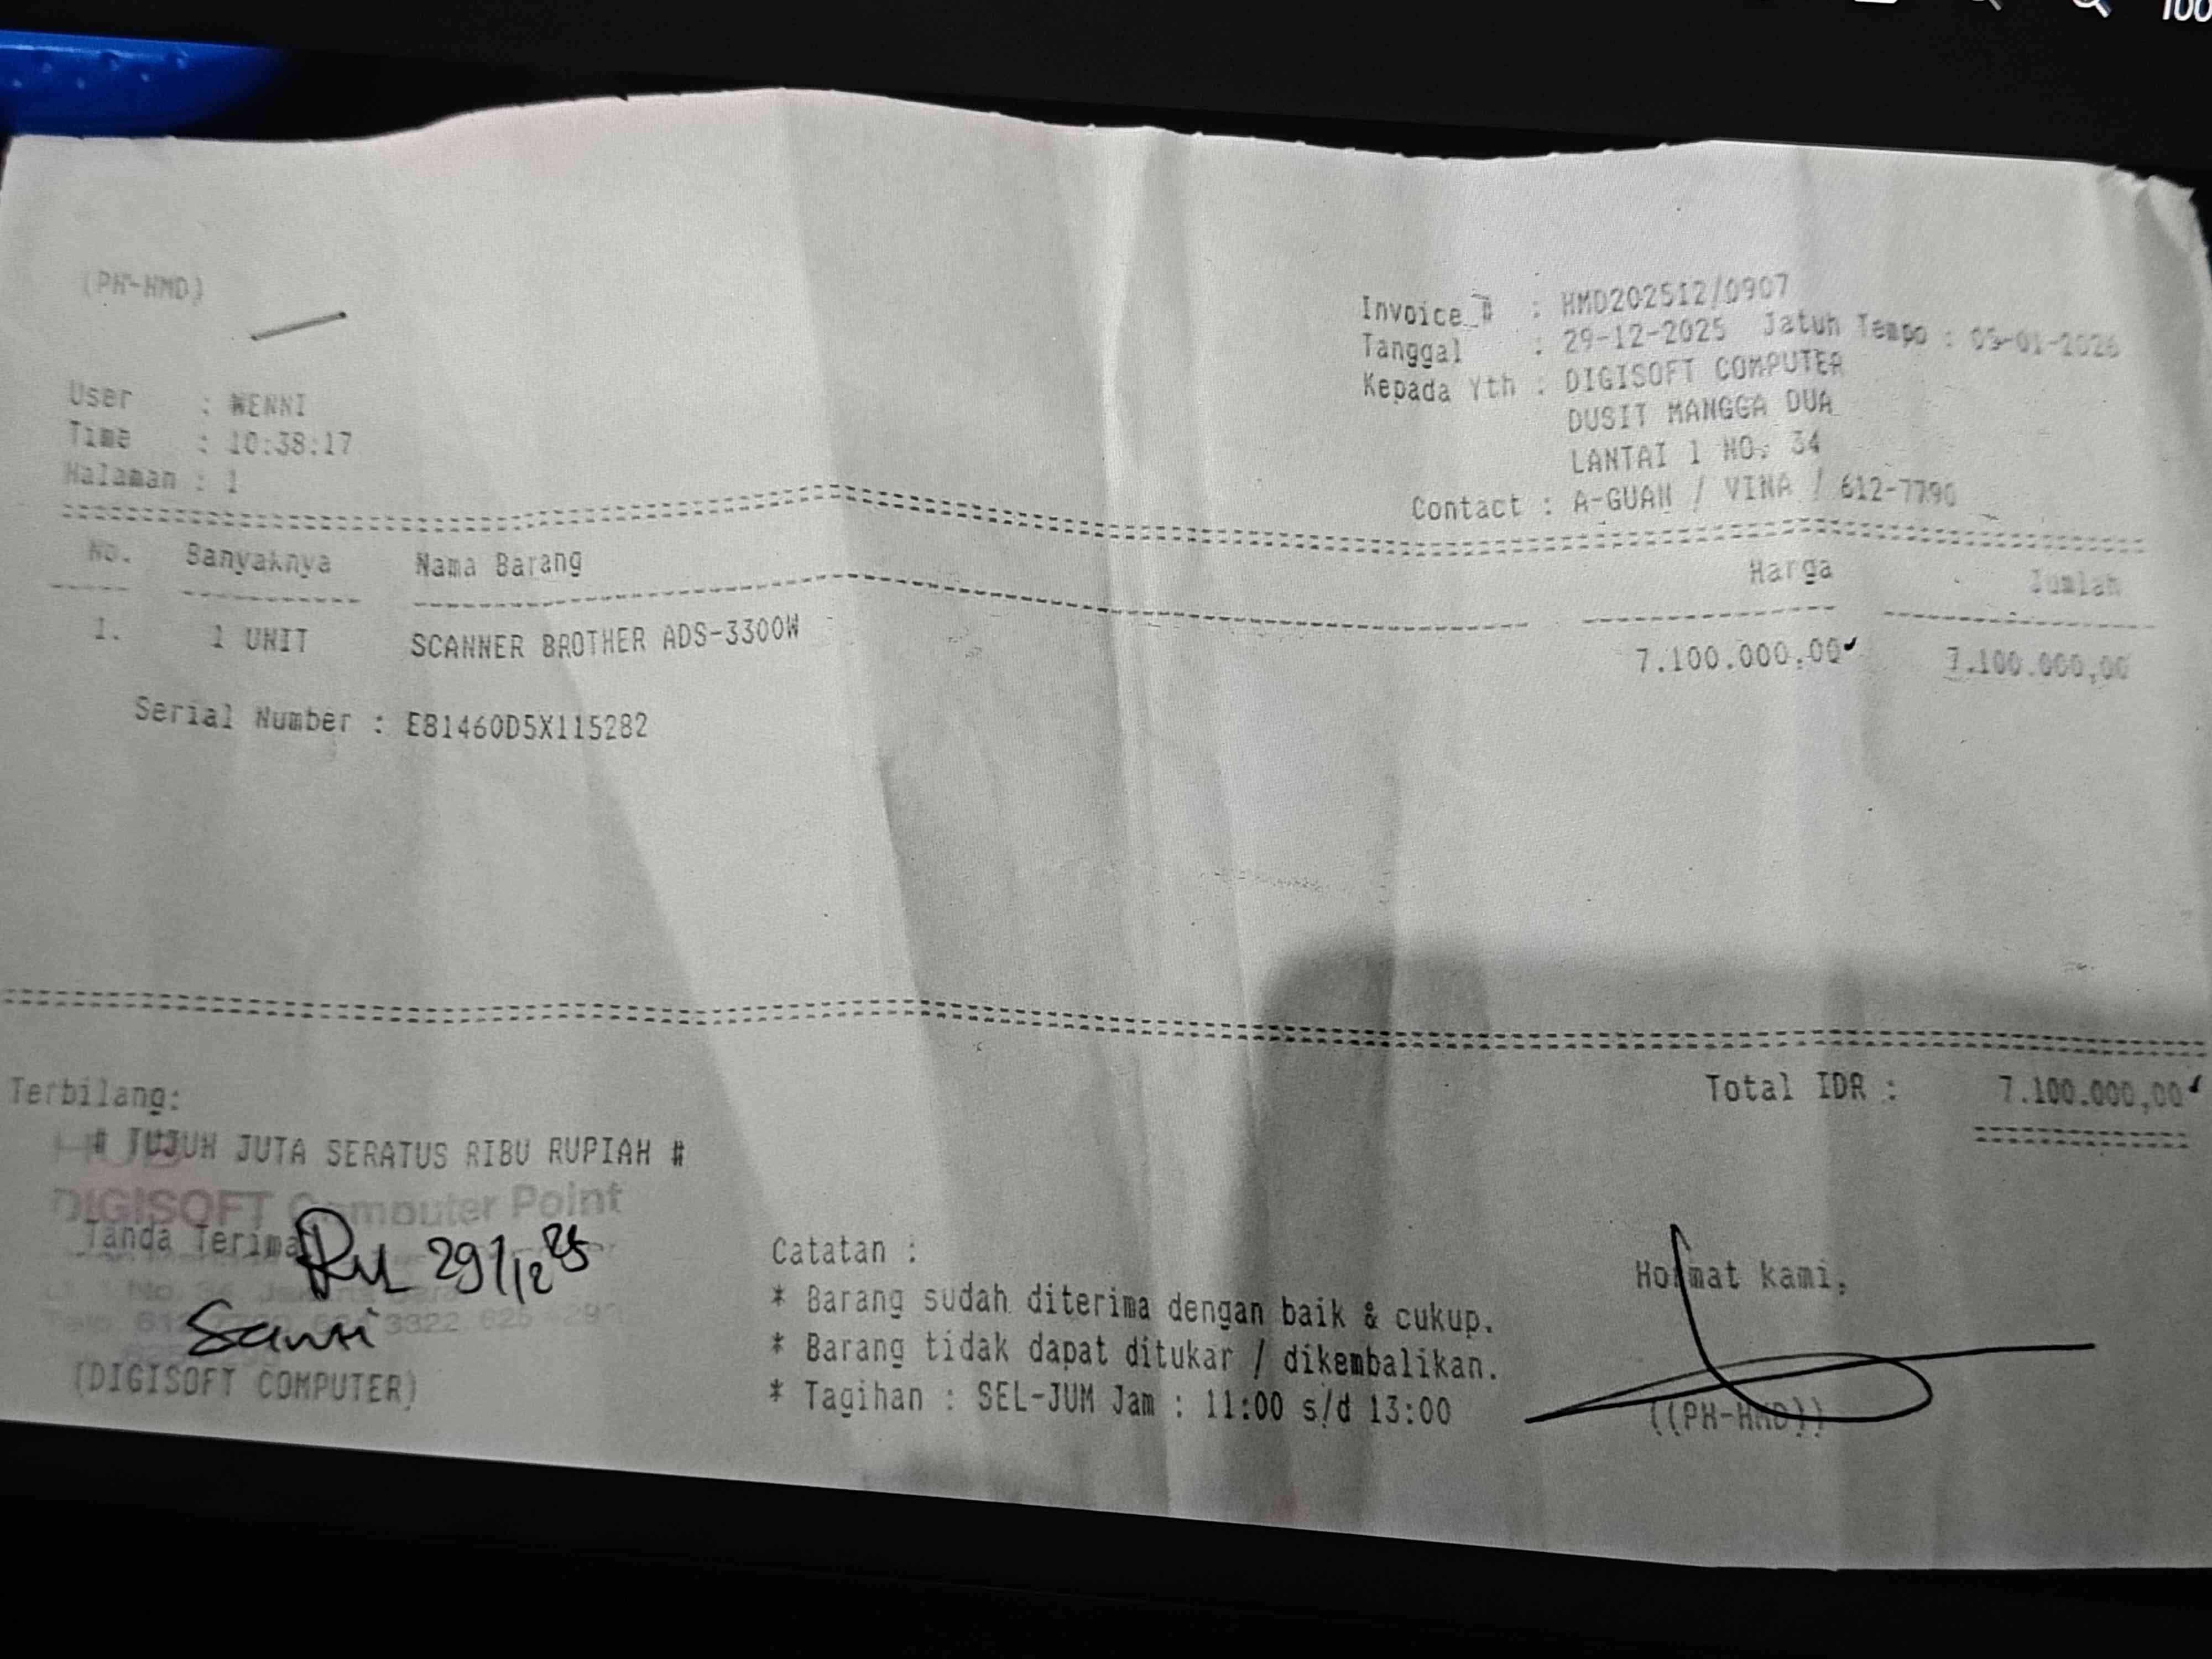 100
(PH-HMD)
Invoice # : HMD202512/0907
Tanggal : 29-12-2025 Jatuh Tempo : 05-01-2026
Kepada Yth : DIGISOFT COMPUTER
DUSIT MANGGA DUA
LANTAI 1 NO. 34
Contact : A-GUAN / VINA / 612-7790
User : WENNI
Time : 10:38:17
Halaman : 1
No. Banyaknya Nama Barang Harga Jumlah
1. 1 UNIT SCANNER BROTHER ADS-3300W 7.100.000,00 7.100.000,00
Serial Number : E81460D5X115282
Total IDR : 7.100.000,00
Terbilang:
# TUJUH JUTA SERATUS RIBU RUPIAH #
DIGISOFT Computer Point
Tanda Terima
29/12 25
(DIGISOFT COMPUTER)
Catatan :
* Barang sudah diterima dengan baik & cukup.
* Barang tidak dapat ditukar / dikembalikan.
* Tagihan : SEL-JUM Jam : 11:00 s/d 13:00
Hormat kami,
((PH-HMD))